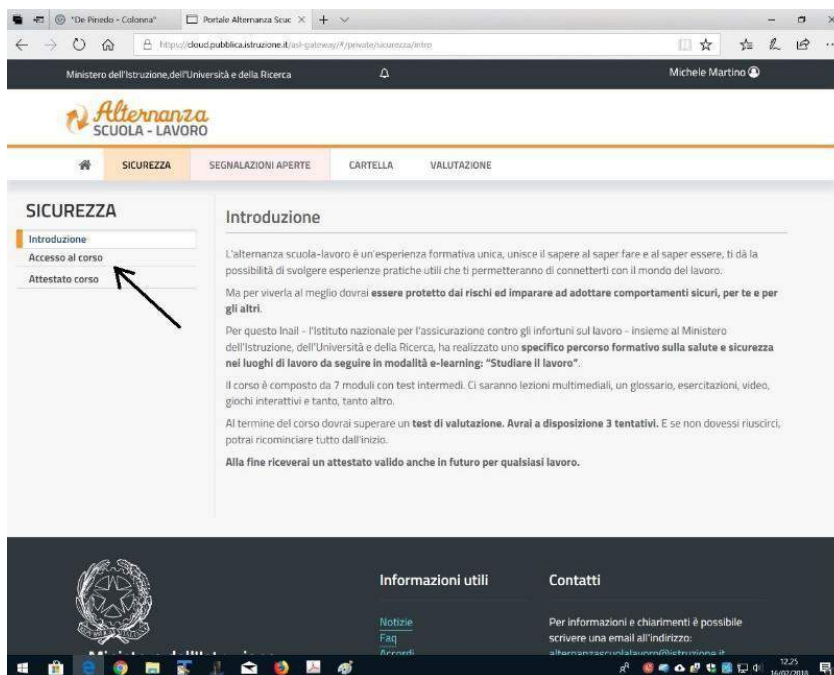 "De Pinedo - Colonna"
Portale Alternanza Scuc
https://cloud.pubblica.istruzione.it/asl-gateway/#/private/sicurezza/intro
Ministero dell'Istruzione,dell'Università e della Ricerca
Michele Martino
Alternanza
SCUOLA - LAVORO
SICUREZZA
SEGNALAZIONI APERTE
CARTELLA
VALUTAZIONE
SICUREZZA
Introduzione
Accesso al corso
Attestato corso
Introduzione
L'alternanza scuola-lavoro è un'esperienza formativa unica, unisce il sapere al saper fare e al saper essere, ti dà la
possibilità di svolgere esperienze pratiche utili che ti permetteranno di connetterti con il mondo del lavoro.
Ma per viverla al meglio dovrai essere protetto dai rischi ed imparare ad adottare comportamenti sicuri, per te e per
gli altri.
Per questo Inail - l'Istituto nazionale per l'assicurazione contro gli infortuni sul lavoro - insieme al Ministero
dell'Istruzione, dell'Università e della Ricerca, ha realizzato uno specifico percorso formativo sulla salute e sicurezza
nei luoghi di lavoro da seguire in modalità e-learning: "Studiare il lavoro".
Il corso è composto da 7 moduli con test intermedi. Ci saranno lezioni multimediali, un glossario, esercitazioni, video,
giochi interattivi e tanto, tanto altro.
Al termine del corso dovrai superare un test di valutazione. Avrai a disposizione 3 tentativi. E se non dovessi riuscirci,
potrai ricominciare tutto dall'inizio.
Alla fine riceverai un attestato valido anche in futuro per qualsiasi lavoro.
Informazioni utili
Notizie
Faq
Accordi
Contatti
Per informazioni e chiarimenti è possibile
scrivere una email all'indirizzo:
alternanzascuolalavoro@istruzione.it
Ministero dell'Istruzione
12.25
16/02/2018